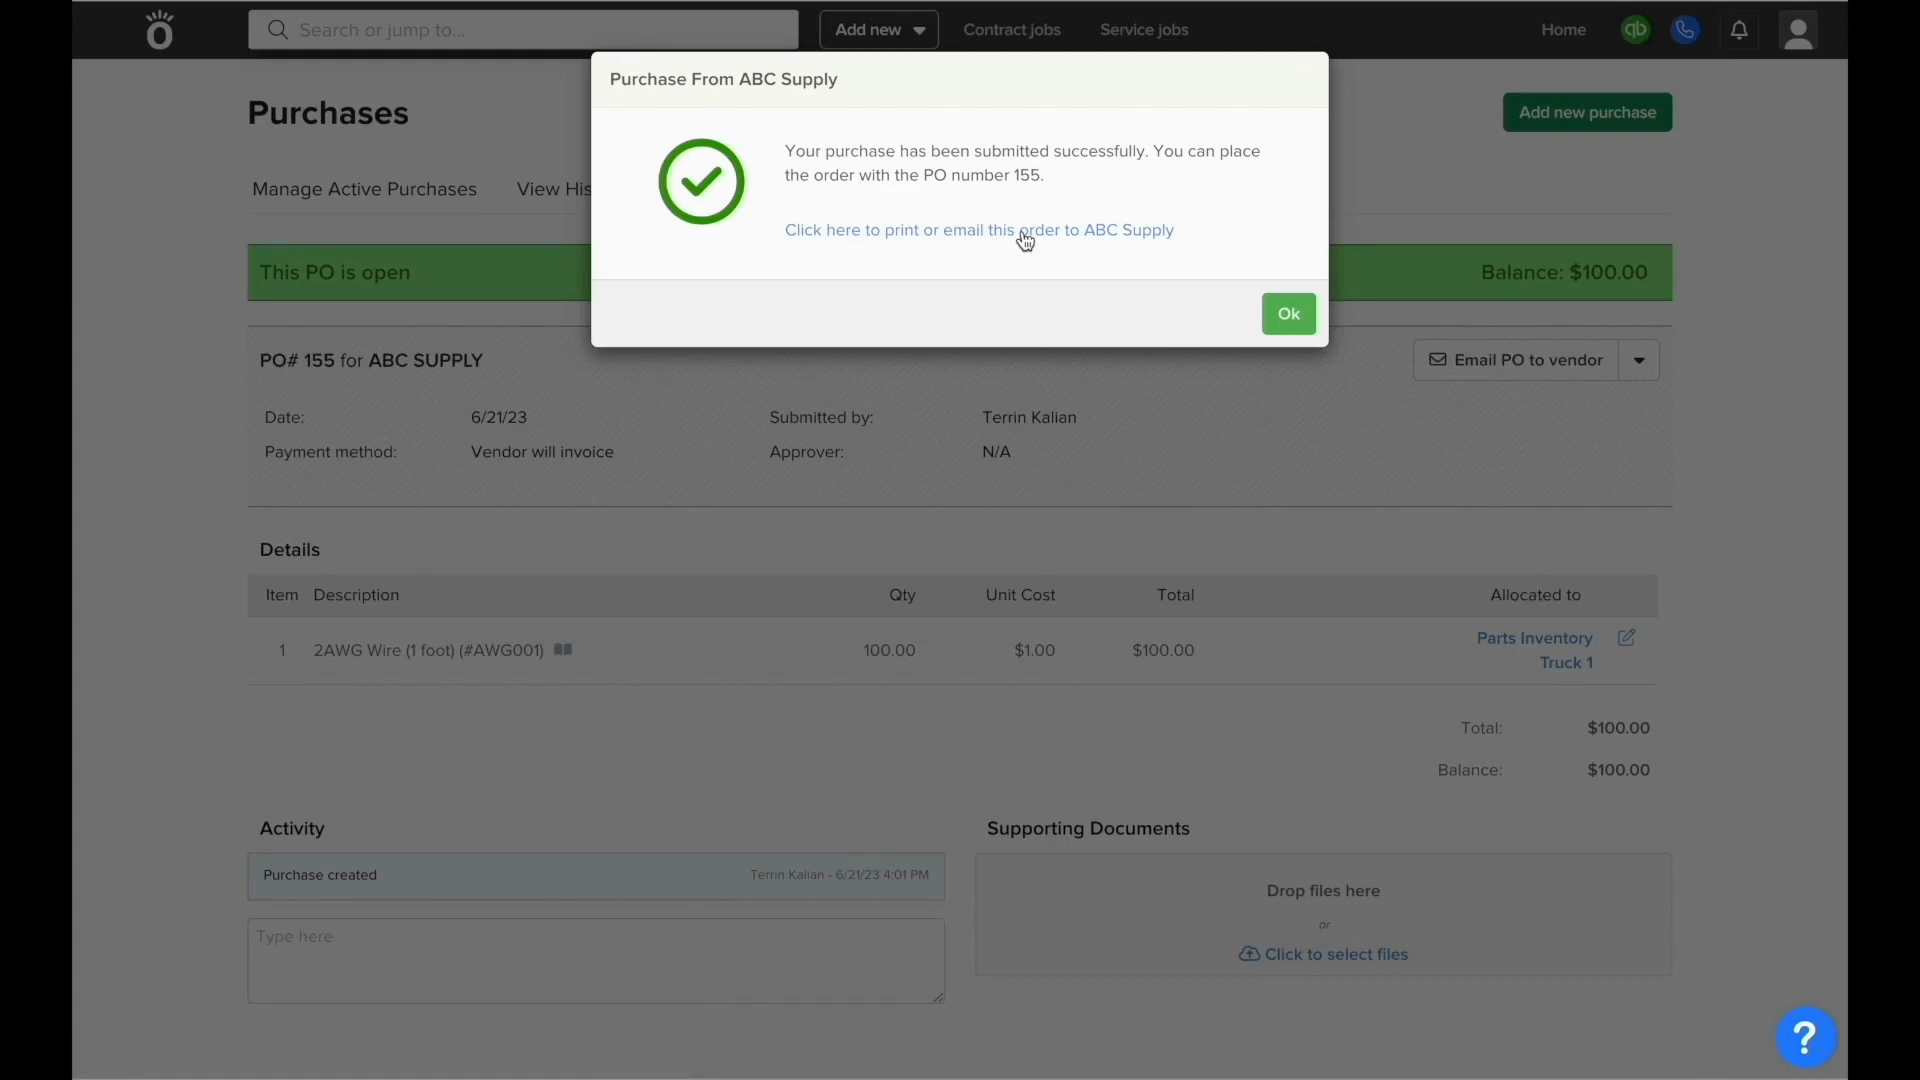 Search or jump to...
Add new
Contract jobs
Service jobs
Home
qb
Purchase From ABC Supply
Purchases
Add new purchase
Your purchase has been submitted successfully. You can place
the order with the PO number 155.
Manage Active Purchases
View His
Click here to print or email this order to ABC Supply
This PO is open
Balance: $100.00
Ok
PO# 155 for ABC SUPPLY
Email PO to vendor
Date:
6/21/23
Submitted by:
Terrin Kalian
Payment method:
Vendor will invoice
Approver:
N/A
Details
Item Description Qty Unit Cost Total Allocated to
1 2AWG Wire (1 foot) (#AWG001) 100.00 $1.00 $100.00 Parts Inventory
Truck 1
Total: $100.00
Balance: $100.00
Activity
Supporting Documents
Purchase created
Terrin Kalian - 6/21/23 4:01 PM
Drop files here
or
Click to select files
Type here
?